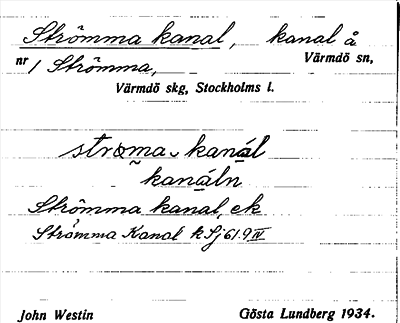 Strömma kanal, kanal å
nr 1 Strömma, Värmdö sn,
Värmdö skg, Stockholms l.
kanál
kanáln
Strömma kanal, ek
Strömma Kanal k Sj 61.9 IV
John Westin Gösta Lundberg 1934.